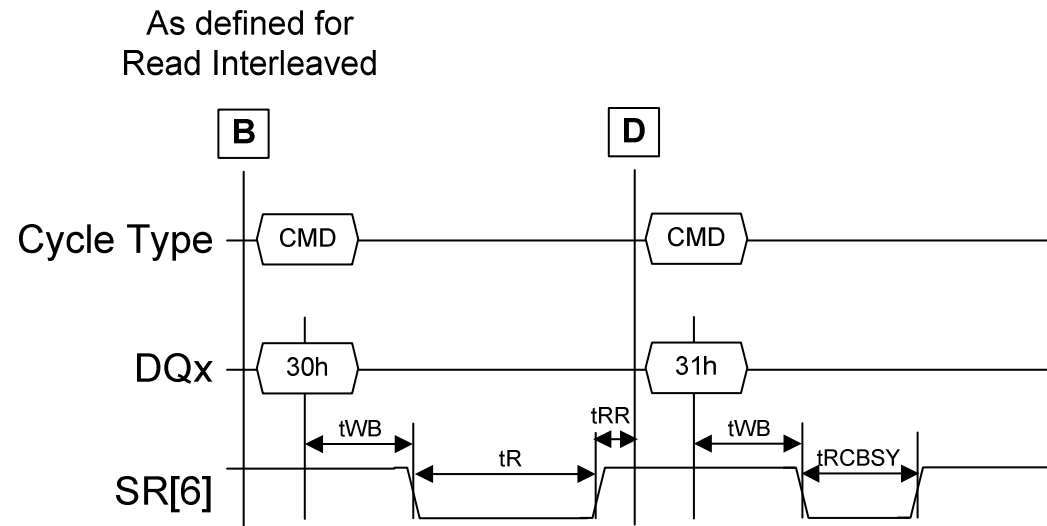 As defined for
Read Interleaved
B
D
Cycle Type
CMD
CMD
DQx
30h
31h
tWB
tR
tRR
tWB
tRCBSY
SR[6]